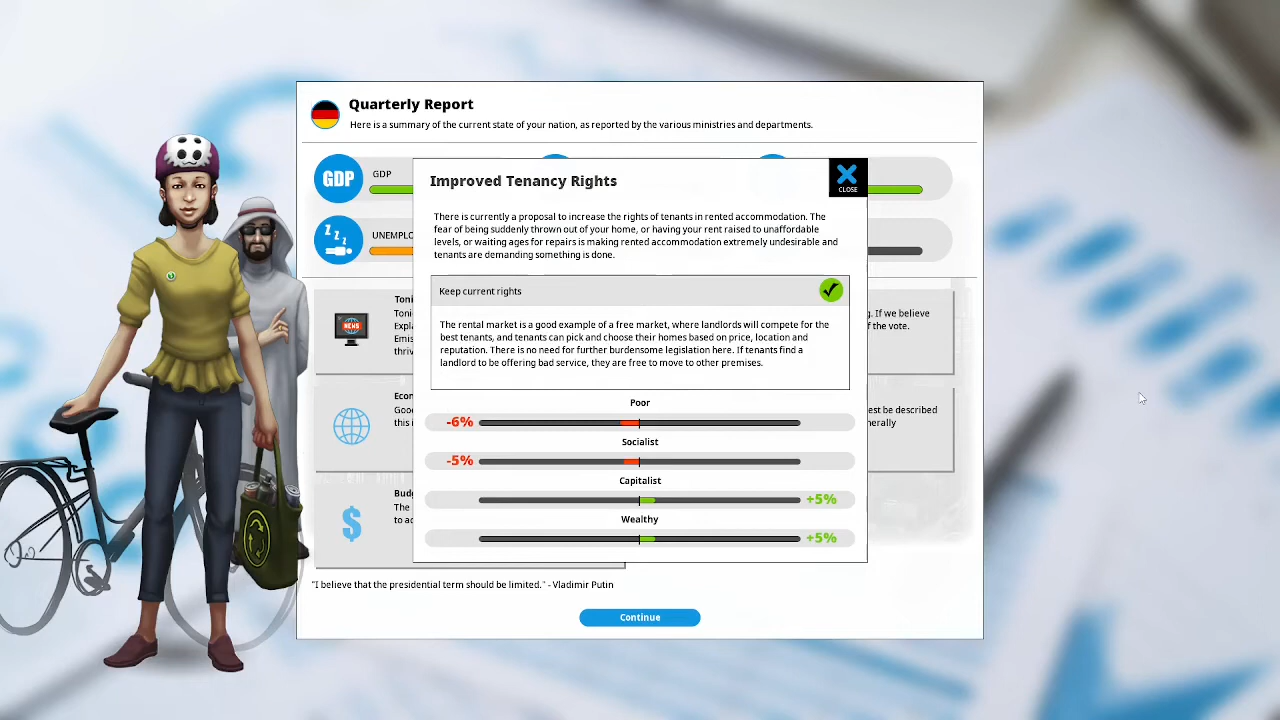 Quarterly Report
Here is a summary of the current state of your nation, as reported by the various ministries and departments.
GDP
GDP
UNEMPLO
Improved Tenancy Rights
CLOSE
There is currently a proposal to increase the rights of tenants in rented accommodation. The
fear of being suddenly thrown out of your home, or having your rent raised to unaffordable
levels, or waiting ages for repairs is making rented accommodation extremely undesirable and
tenants are demanding something is done.
Keep current rights
The rental market is a good example of a free market, where landlords will compete for the
best tenants, and tenants can pick and choose their homes based on price, location and
reputation. There is no need for further burdensome legislation here. If tenants find a
landlord to be offering bad service, they are free to move to other premises.
Poor
-6%
Socialist
-5%
Capitalist
+5%
Wealthy
+5%
NEWS
Toni
Toni
Expla
Emis
thriv
g. If we believe
f the vote.
Econ
Good
this i
est be described
nerally
$
Budg
The
to ac
"I believe that the presidential term should be limited." - Vladimir Putin
Continue